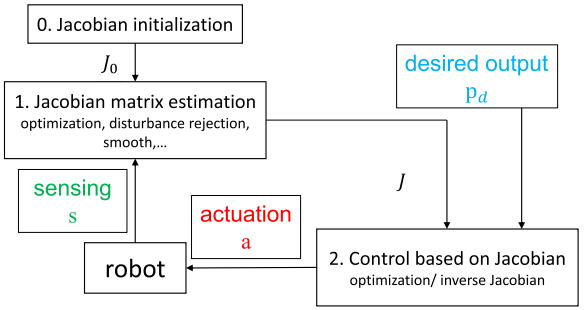 0. Jacobian initialization
J₀
1. Jacobian matrix estimation
optimization, disturbance rejection,
smooth,...
desired output
p_d
sensing
s
J
actuation
a
robot
2. Control based on Jacobian
optimization/ inverse Jacobian